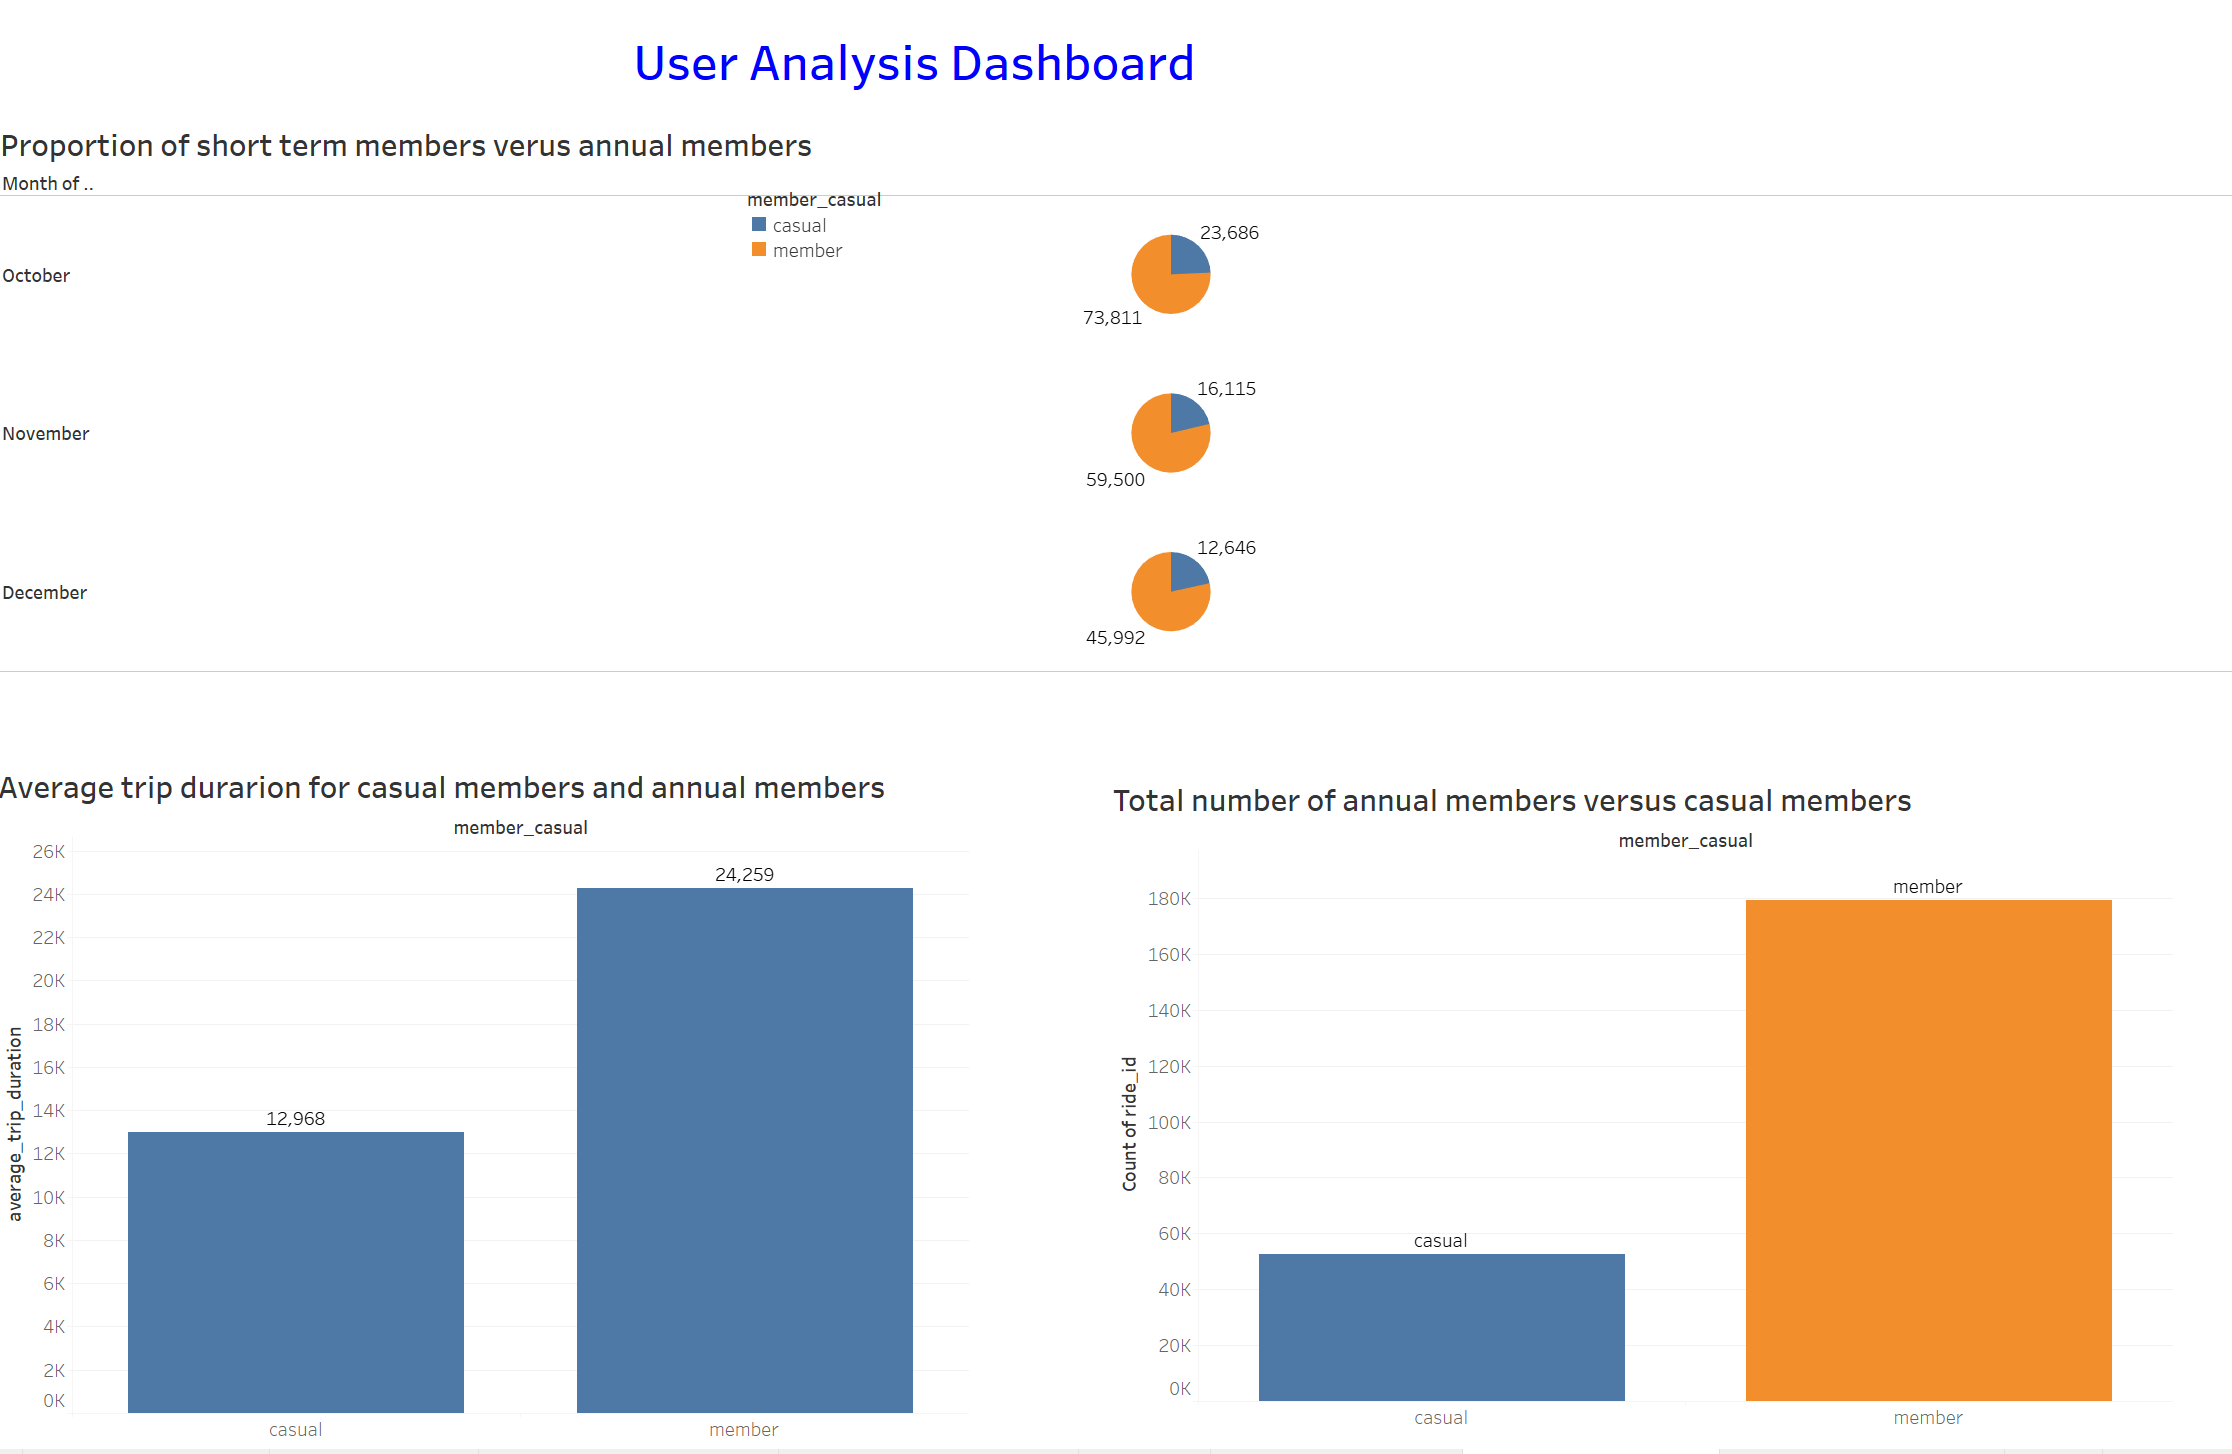 User Analysis Dashboard
Proportion of short term members verus annual members
Month of ..
member_casual
casual
member
October
23,686
73,811
November
16,115
59,500
December
12,646
45,992
Average trip durarion for casual members and annual members
member_casual
average_trip_duration
26K
24K
22K
20K
18K
16K
14K
12K
10K
8K
6K
4K
2K
0K
12,968
24,259
casual
member
Total number of annual members versus casual members
member_casual
Count of ride_id
180K
160K
140K
120K
100K
80K
60K
40K
20K
0K
casual
member
casual
member